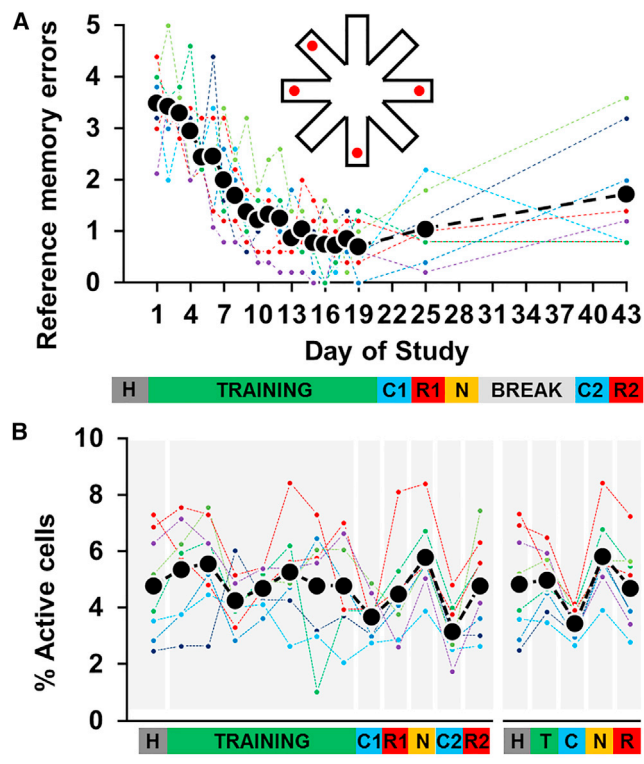 A
Reference memory errors
5
4
3
2
1
0
1 4 7 10 13 16 19 22 25 28 31 34 37 40 43
Day of Study
H TRAINING C1 R1 N BREAK C2 R2
B
% Active cells
10
8
6
4
2
0
H TRAINING C1 R1 N C2 R2 H T C N R